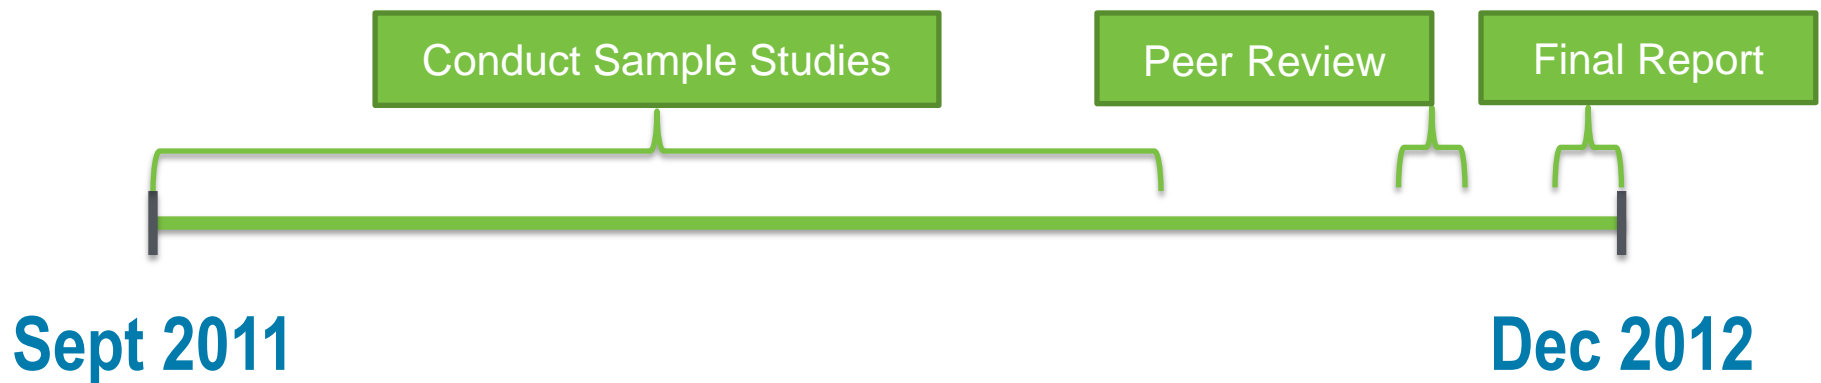 Conduct Sample Studies
Peer Review
Final Report
Sept 2011
Dec 2012